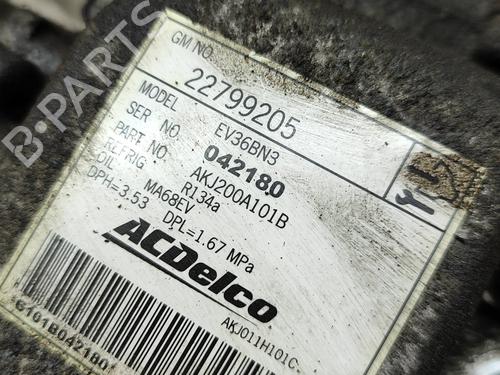 GM NO. 22799205
MODEL EV36BN3
SER NO. 042180
PART NO. AKJ200A101B
REFRIG R134a
OIL MA68EV
DPH=3.53 DPL=1.67 MPa
ACDelco
AKJ011H101C
G101B042180
B-PARTS